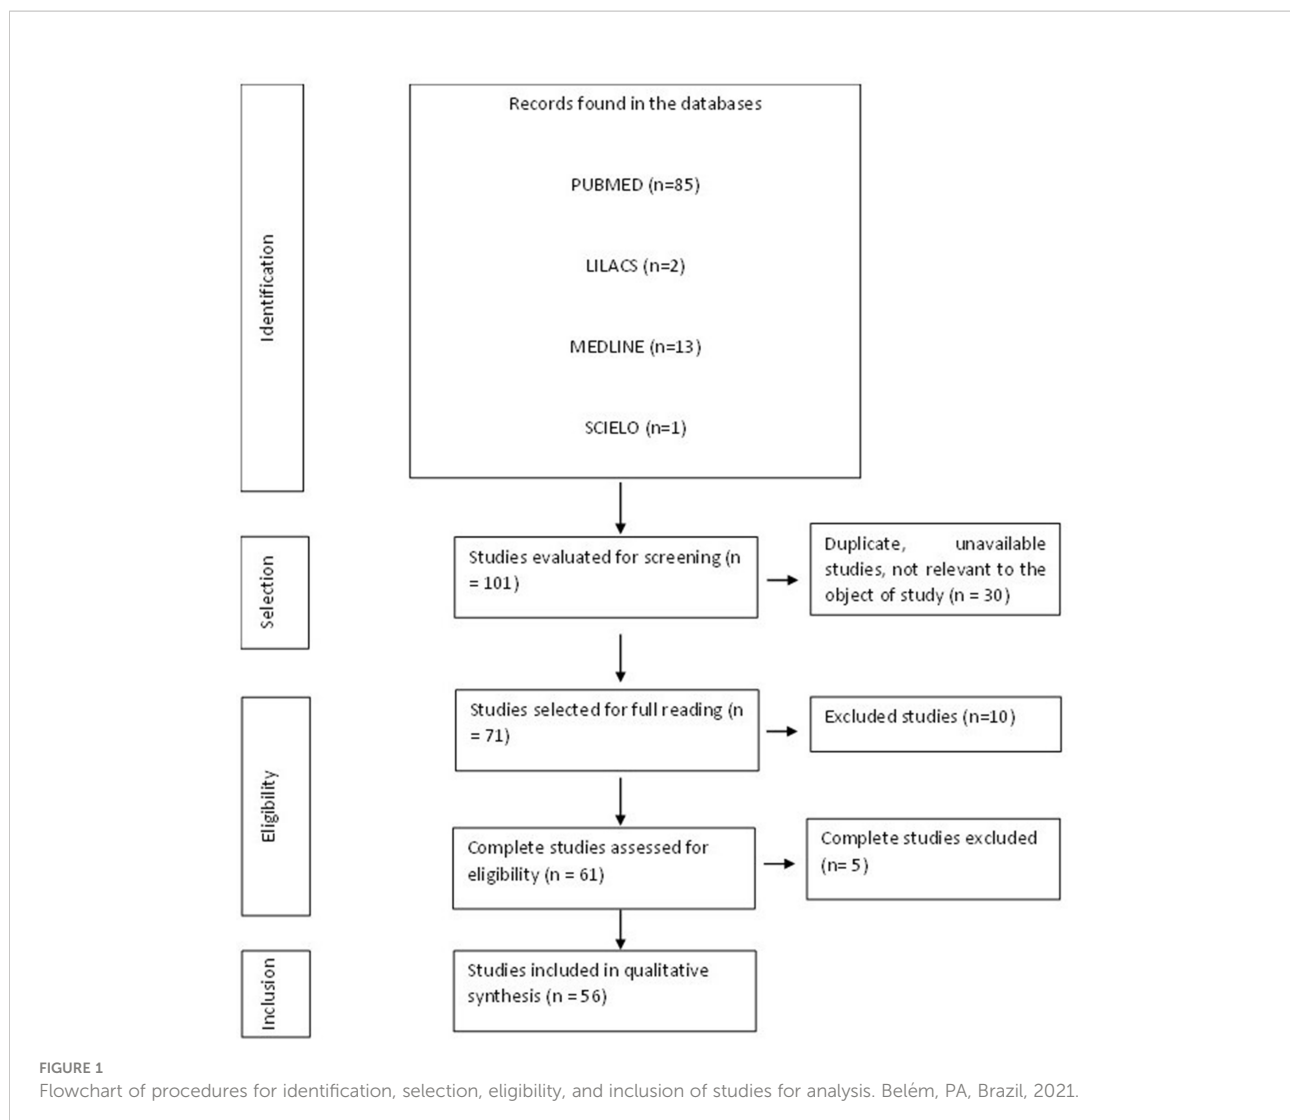 Identification
Records found in the databases
PUBMED (n=85)
LILACS (n=2)
MEDLINE (n=13)
SCIELO (n=1)
Selection
Studies evaluated for screening (n
= 101)
Duplicate, unavailable
studies, not relevant to the
object of study (n = 30)
Eligibility
Studies selected for full reading (n
= 71)
Excluded studies (n=10)
Complete studies assessed for
eligibility (n = 61)
Complete studies excluded
(n= 5)
Inclusion
Studies included in qualitative
synthesis (n = 56)
FIGURE 1
Flowchart of procedures for identification, selection, eligibility, and inclusion of studies for analysis. Belém, PA, Brazil, 2021.